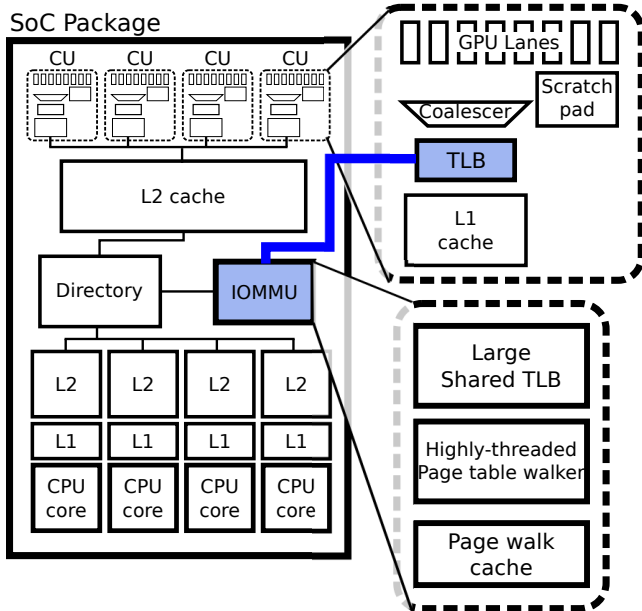 SoC Package
CU CU CU CU
L2 cache
Directory
IOMMU
L2 L2 L2 L2
L1 L1 L1 L1
CPU CPU CPU CPU
core core core core
GPU Lanes
Scratch
pad
Coalescer
TLB
L1
cache
Large
Shared TLB
Highly-threaded
Page table walker
Page walk
cache